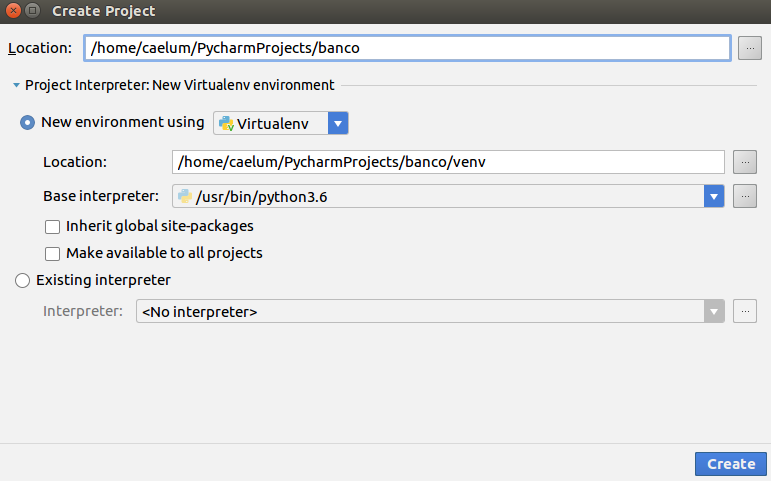 Create Project
Location: /home/caelum/PycharmProjects/banco ...
Project Interpreter: New Virtualenv environment
New environment using Virtualenv
Location: /home/caelum/PycharmProjects/banco/venv ...
Base interpreter: /usr/bin/python3.6 ...
Inherit global site-packages
Make available to all projects
Existing interpreter
Interpreter: <No interpreter> ...
Create